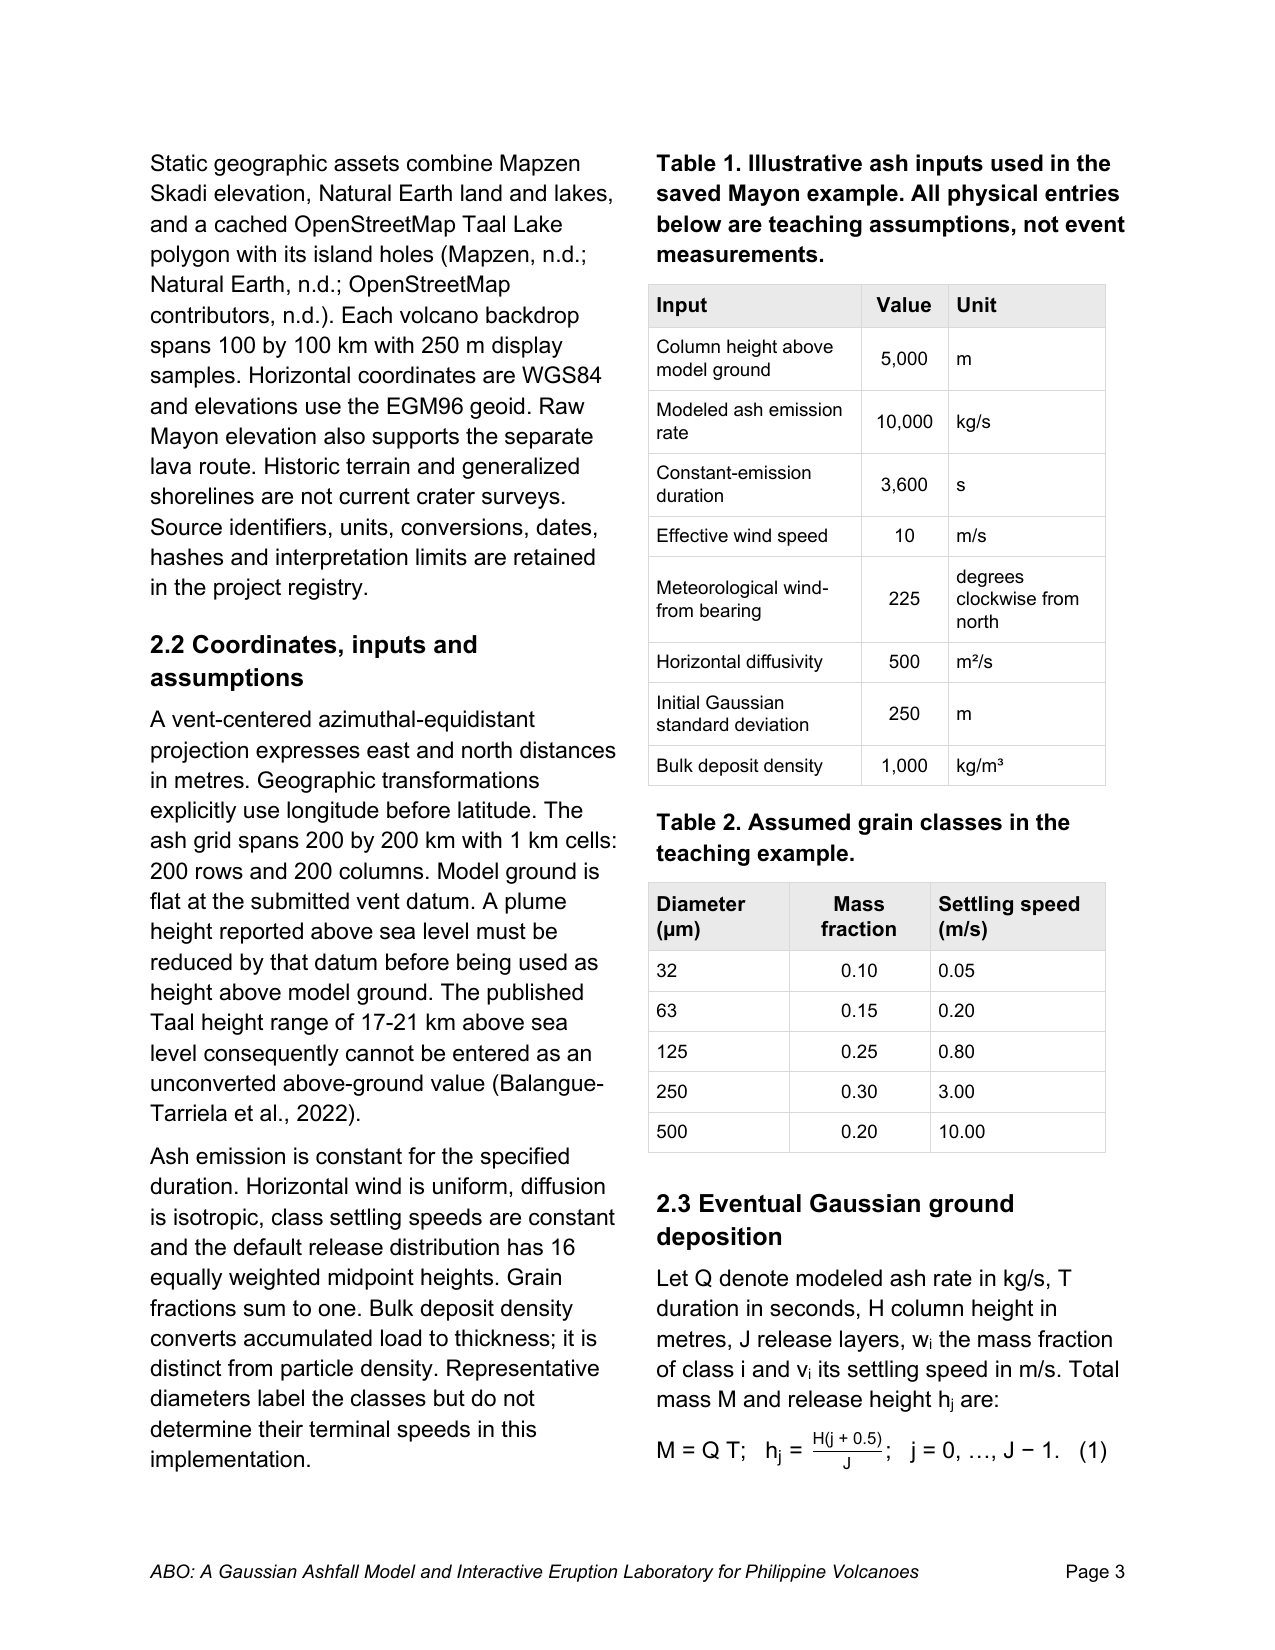 Static geographic assets combine Mapzen
Skadi elevation, Natural Earth land and lakes,
and a cached OpenStreetMap Taal Lake
polygon with its island holes (Mapzen, n.d.;
Natural Earth, n.d.; OpenStreetMap
contributors, n.d.). Each volcano backdrop
spans 100 by 100 km with 250 m display
samples. Horizontal coordinates are WGS84
and elevations use the EGM96 geoid. Raw
Mayon elevation also supports the separate
lava route. Historic terrain and generalized
shorelines are not current crater surveys.
Source identifiers, units, conversions, dates,
hashes and interpretation limits are retained
in the project registry.
2.2 Coordinates, inputs and
assumptions
A vent-centered azimuthal-equidistant
projection expresses east and north distances
in metres. Geographic transformations
explicitly use longitude before latitude. The
ash grid spans 200 by 200 km with 1 km cells:
200 rows and 200 columns. Model ground is
flat at the submitted vent datum. A plume
height reported above sea level must be
reduced by that datum before being used as
height above model ground. The published
Taal height range of 17-21 km above sea
level consequently cannot be entered as an
unconverted above-ground value (Balangue-
Tarriela et al., 2022).
Ash emission is constant for the specified
duration. Horizontal wind is uniform, diffusion
is isotropic, class settling speeds are constant
and the default release distribution has 16
equally weighted midpoint heights. Grain
fractions sum to one. Bulk deposit density
converts accumulated load to thickness; it is
distinct from particle density. Representative
diameters label the classes but do not
determine their terminal speeds in this
implementation.
Table 1. Illustrative ash inputs used in the
saved Mayon example. All physical entries
below are teaching assumptions, not event
measurements.
Input Value Unit
Column height above
model ground 5,000 m
Modeled ash emission
rate 10,000 kg/s
Constant-emission
duration 3,600 s
Effective wind speed 10 m/s
Meteorological wind-
from bearing 225 degrees
clockwise from
north
Horizontal diffusivity 500 m²/s
Initial Gaussian
standard deviation 250 m
Bulk deposit density 1,000 kg/m³
Table 2. Assumed grain classes in the
teaching example.
Diameter
(μm) Mass
fraction Settling speed
(m/s)
32 0.10 0.05
63 0.15 0.20
125 0.25 0.80
250 0.30 3.00
500 0.20 10.00
2.3 Eventual Gaussian ground
deposition
Let Q denote modeled ash rate in kg/s, T
duration in seconds, H column height in
metres, J release layers, wᵢ the mass fraction
of class i and vᵢ its settling speed in m/s. Total
mass M and release height hⱼ are:
M = Q T; hⱼ = H(j + 0.5)/J; j = 0, …, J − 1. (1)
ABO: A Gaussian Ashfall Model and Interactive Eruption Laboratory for Philippine Volcanoes Page 3